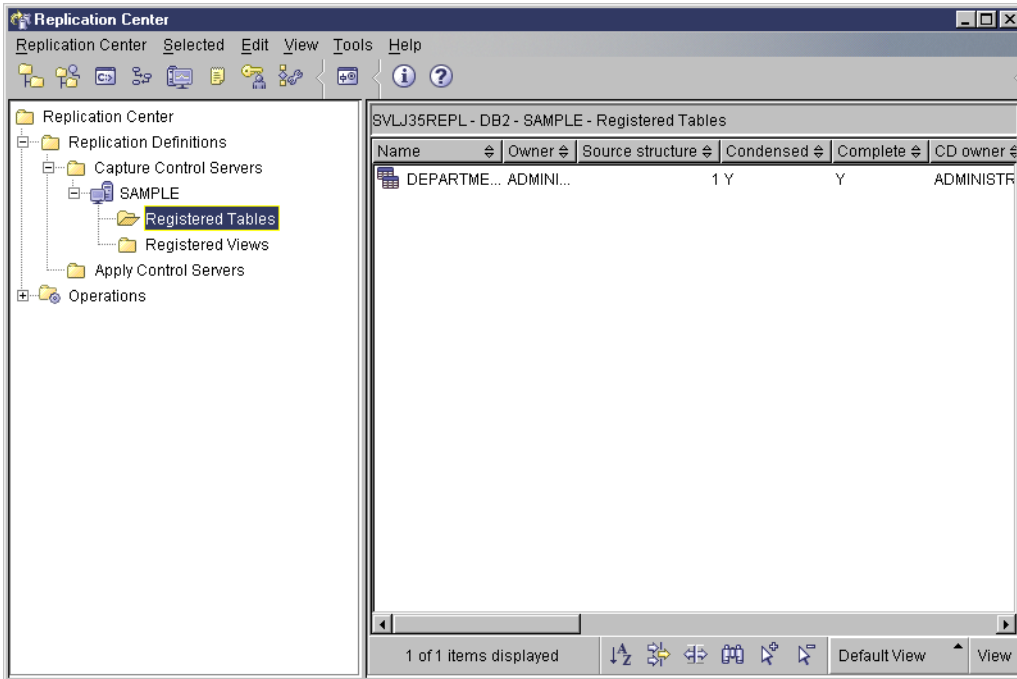 Replication Center
Replication Center Selected Edit View Tools Help
Replication Center
Replication Definitions
Capture Control Servers
SAMPLE
Registered Tables
Registered Views
Apply Control Servers
Operations
SVLJ35REPL - DB2 - SAMPLE - Registered Tables
Name Owner Source structure Condensed Complete CD owner
DEPARTME... ADMINI... 1 Y Y ADMINISTR
1 of 1 items displayed Default View View